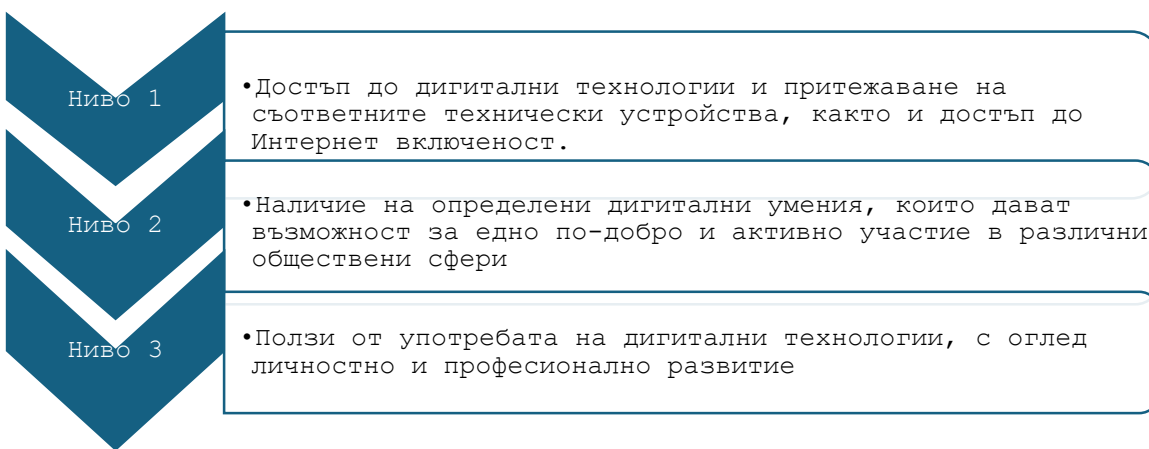 Ниво 1
•Достъп до дигитални технологии и притежаване на
съответните технически устройства, както и достъп до
Интернет включеност.
Ниво 2
•Наличие на определени дигитални умения, които дават
възможност за едно по-добро и активно участие в различни
обществени сфери
Ниво 3
•Ползи от употребата на дигитални технологии, с оглед
личностно и професионално развитие